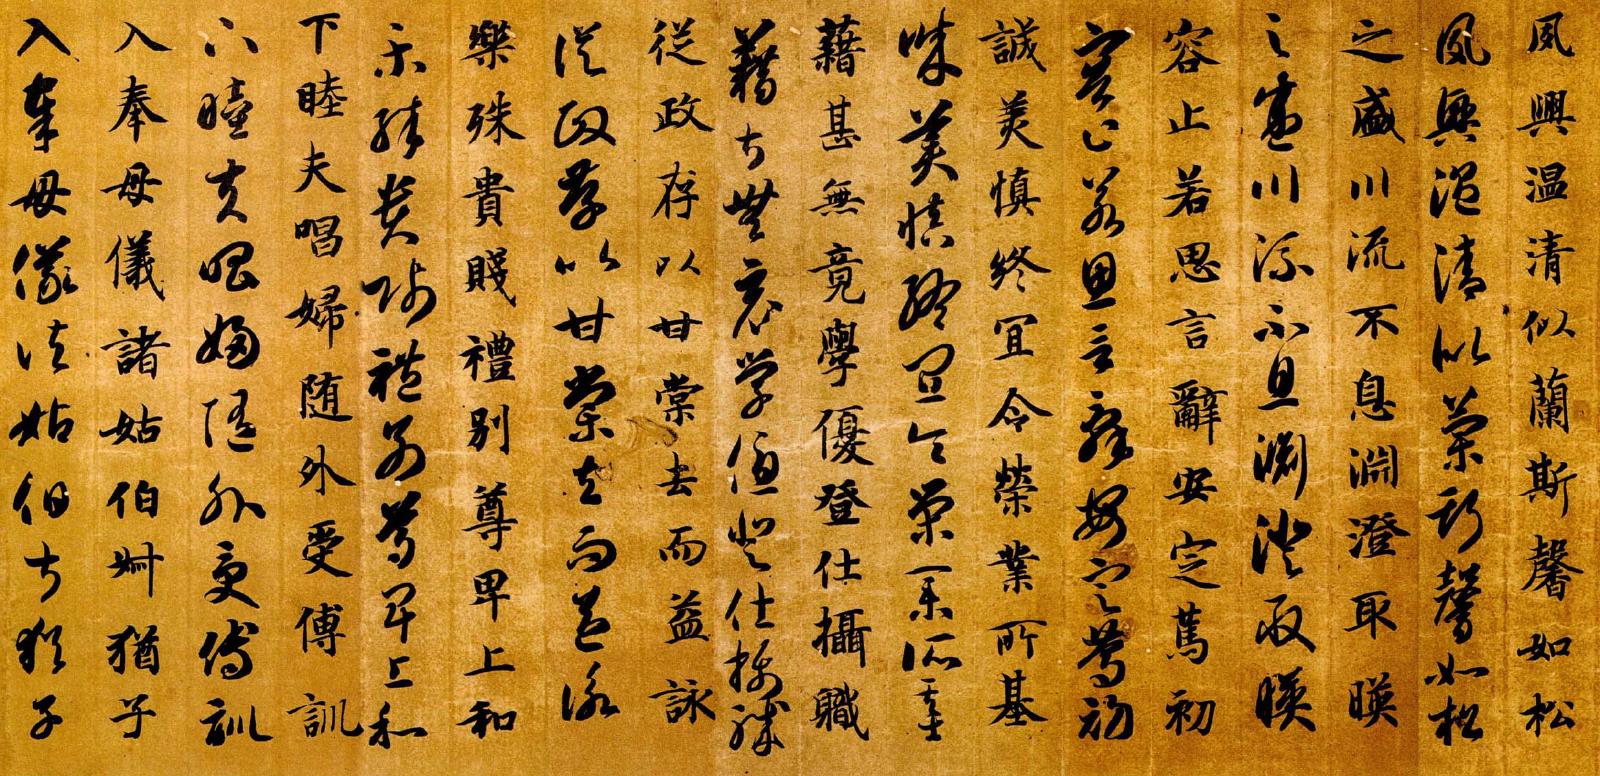 夙興温清似蘭斯馨如松
夙興温清似蘭斯馨如松
之盛川流不息淵澄取暎
之盛川流不息淵澄取暎
容止若思言辭安定篤初
容止若思言辭安定篤初
誠美慎終宜令榮業所基
誠美慎終宜令榮業所基
藉甚無竟學優登仕攝職
藉甚無竟學優登仕攝職
從政存以甘棠去而益詠
從政存以甘棠去而益詠
樂殊貴賤禮別尊卑上和
樂殊貴賤禮別尊卑上和
下睦夫唱婦随外受傅訓
下睦夫唱婦随外受傅訓
入奉母儀諸姑伯叔猶子
入奉母儀諸姑伯叔猶子